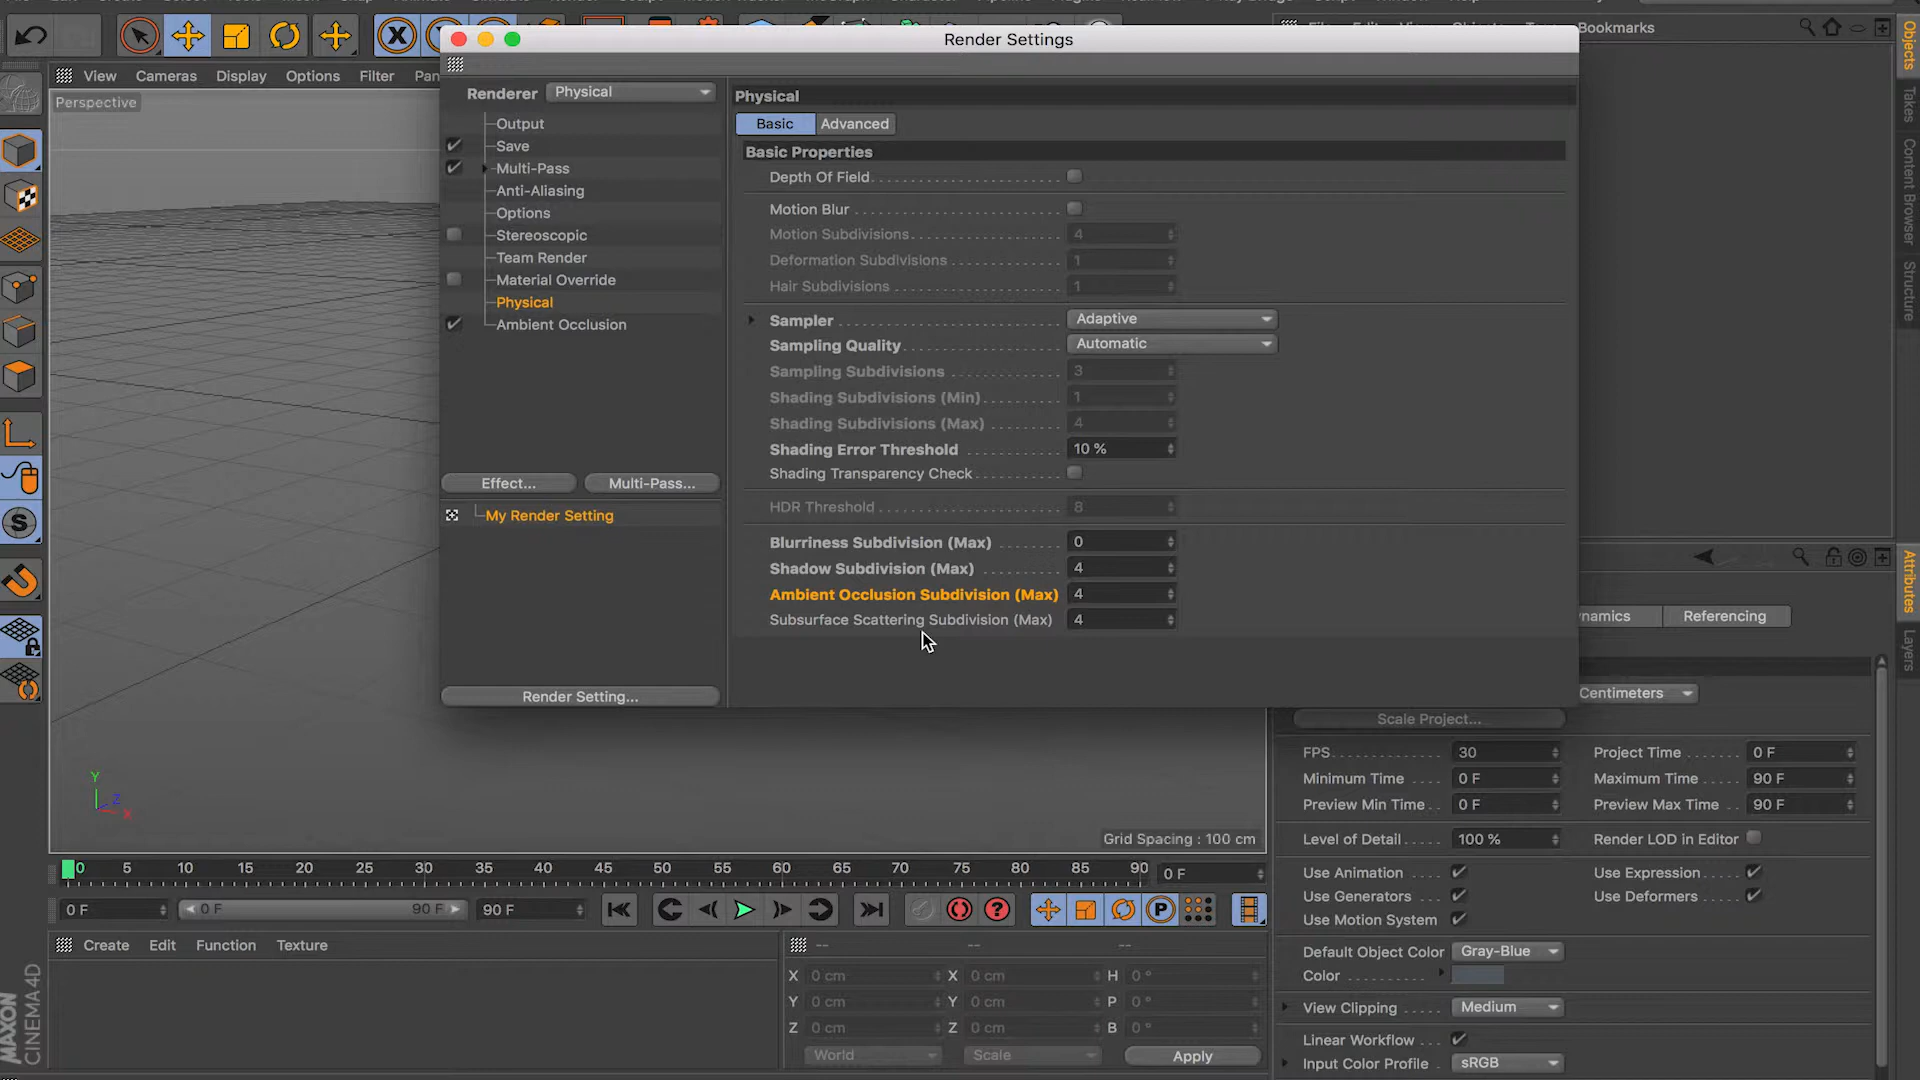 Render Settings
Bookmarks
View Cameras Display Options Filter Pan
Perspective
Renderer Physical
Output
Save
Multi-Pass
Anti-Aliasing
Options
Stereoscopic
Team Render
Material Override
Physical
Ambient Occlusion
Effect... Multi-Pass...
My Render Setting
Render Setting...
Physical
Basic Advanced
Basic Properties
Depth Of Field
Motion Blur
Motion Subdivisions 4
Deformation Subdivisions 1
Hair Subdivisions 1
Sampler Adaptive
Sampling Quality Automatic
Sampling Subdivisions 3
Shading Subdivisions (Min) 1
Shading Subdivisions (Max) 4
Shading Error Threshold 10 %
Shading Transparency Check
HDR Threshold 8
Blurriness Subdivision (Max) 0
Shadow Subdivision (Max) 4
Ambient Occlusion Subdivision (Max) 4
Subsurface Scattering Subdivision (Max) 4
Objects
Takes
Content Browser
Structure
Attributes
Layers
namics Referencing
Centimeters
Scale Project...
FPS 30 Project Time 0 F
Minimum Time 0 F Maximum Time 90 F
Preview Min Time 0 F Preview Max Time 90 F
Level of Detail 100 % Render LOD in Editor
Use Animation Use Expression
Use Generators Use Deformers
Use Motion System
Default Object Color Gray-Blue
Color
View Clipping Medium
Linear Workflow
Input Color Profile sRGB
Y
Z
X
Grid Spacing : 100 cm
0 5 10 15 20 25 30 35 40 45 50 55 60 65 70 75 80 85 90 0 F
0 F 0 F 90 F 90 F
Create Edit Function Texture
-- -- --
X 0 cm X 0 cm H 0 °
Y 0 cm Y 0 cm P 0 °
Z 0 cm Z 0 cm B 0 °
World Scale Apply
MAXON
CINEMA 4D